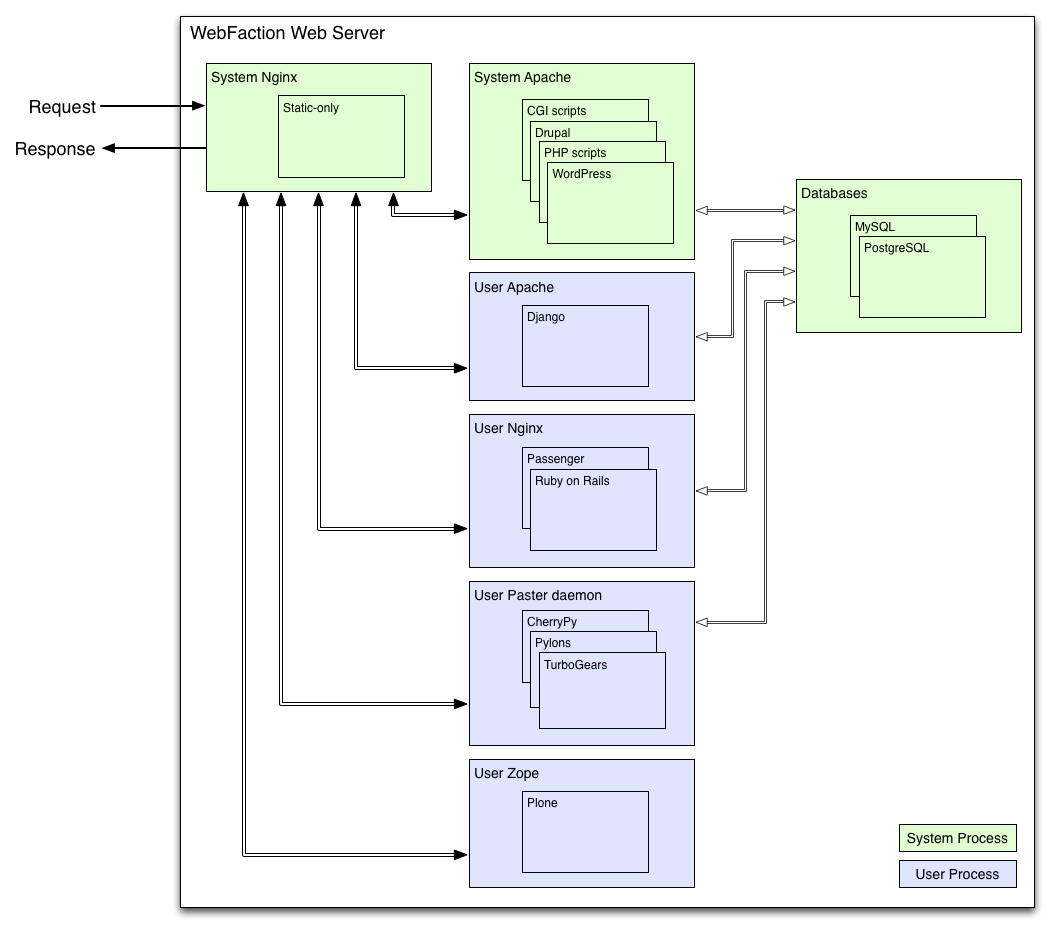 WebFaction Web Server
System Nginx
Static-only
Request
Response
System Apache
CGI scripts
Drupal
PHP scripts
WordPress
Databases
MySQL
PostgreSQL
User Apache
Django
User Nginx
Passenger
Ruby on Rails
User Paster daemon
CherryPy
Pylons
TurboGears
User Zope
Plone
System Process
User Process